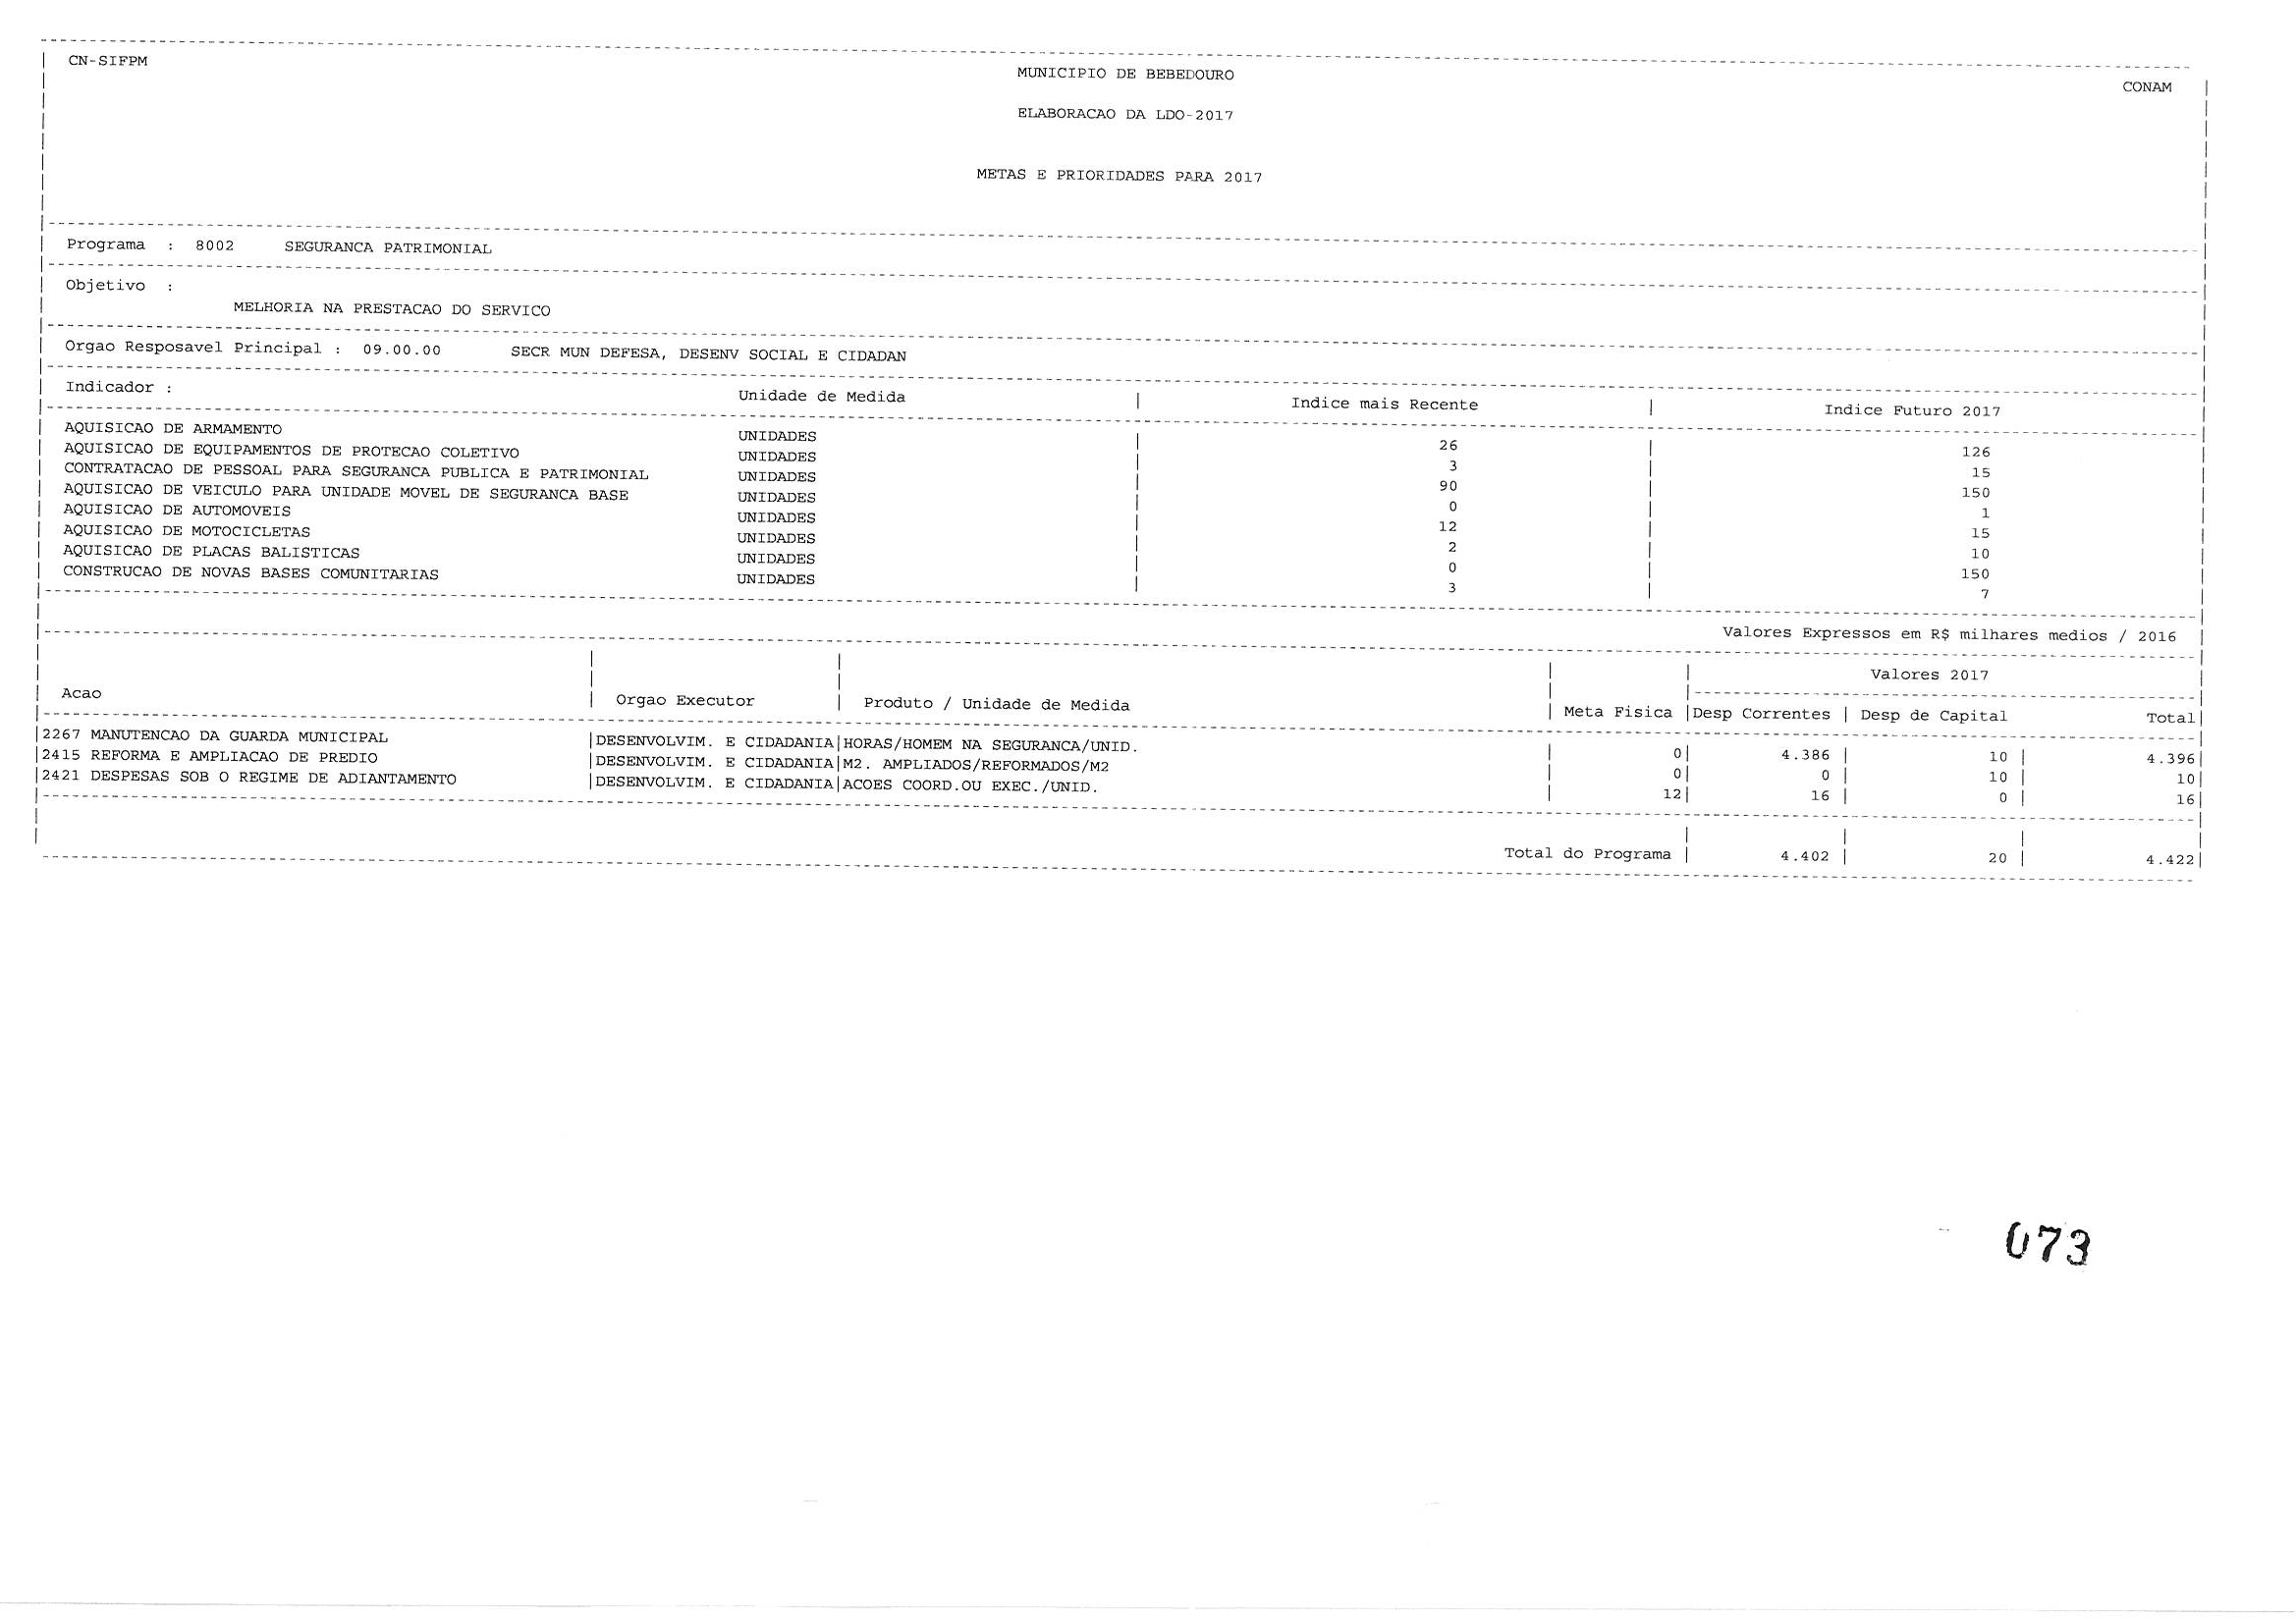 CN-SIFPM
MUNICIPIO DE BEBEDOURO
CONAM
ELABORACAO DA LDO-2017
METAS E PRIORIDADES PARA 2017
Programa : 8002 SEGURANCA PATRIMONIAL
Objetivo :
MELHORIA NA PRESTACAO DO SERVICO
Orgao Resposavel Principal : 09.00.00 SECR MUN DEFESA, DESENV SOCIAL E CIDADAN
Indicador : Unidade de Medida | Indice mais Recente | Indice Futuro 2017
AQUISICAO DE ARMAMENTO UNIDADES | 26 | 126
AQUISICAO DE EQUIPAMENTOS DE PROTECAO COLETIVO UNIDADES | 3 | 15
CONTRATACAO DE PESSOAL PARA SEGURANCA PUBLICA E PATRIMONIAL UNIDADES | 90 | 150
AQUISICAO DE VEICULO PARA UNIDADE MOVEL DE SEGURANCA BASE UNIDADES | 0 | 1
AQUISICAO DE AUTOMOVEIS UNIDADES | 12 | 15
AQUISICAO DE MOTOCICLETAS UNIDADES | 2 | 10
AQUISICAO DE PLACAS BALISTICAS UNIDADES | 0 | 150
CONSTRUCAO DE NOVAS BASES COMUNITARIAS UNIDADES | 3 | 7
Valores Expressos em R$ milhares medios / 2016
Valores 2017
Acao | Orgao Executor | Produto / Unidade de Medida | Meta Fisica |Desp Correntes | Desp de Capital Total|
|2267 MANUTENCAO DA GUARDA MUNICIPAL |DESENVOLVIM. E CIDADANIA|HORAS/HOMEM NA SEGURANCA/UNID. | 0| 4.386 | 10 | 4.396|
|2415 REFORMA E AMPLIACAO DE PREDIO |DESENVOLVIM. E CIDADANIA|M2. AMPLIADOS/REFORMADOS/M2 | 0| 0 | 10 | 10|
|2421 DESPESAS SOB O REGIME DE ADIANTAMENTO |DESENVOLVIM. E CIDADANIA|ACOES COORD.OU EXEC./UNID. | 12| 16 | 0 | 16|
Total do Programa | 4.402 | 20 | 4.422|
073